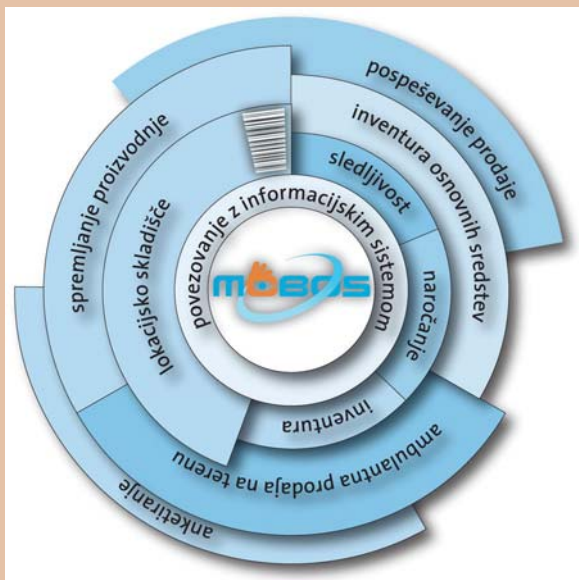 pospeševanje prodaje
inventura osnovnih sredstev
sledljivost
naročanje
inventura
lokacijsko skladišče
spremljanje proizvodnje
ambulantna prodaja na terenu
anketiranje
povezovanje z informacijskim sistemom
MOBOS